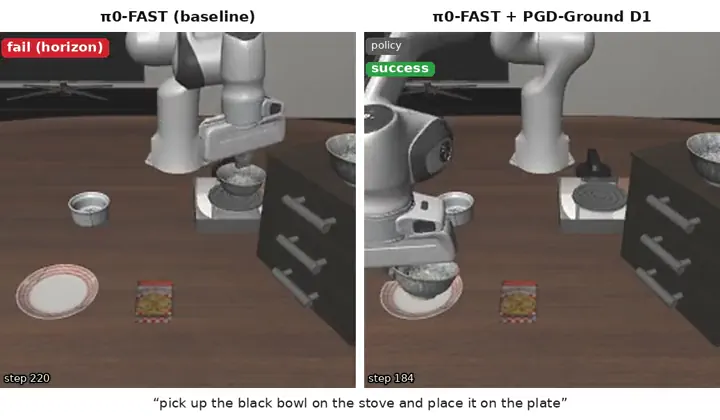 π0-FAST (baseline)
π0-FAST + PGD-Ground D1
fail (horizon)
policy
success
step 220
step 184
“pick up the black bowl on the stove and place it on the plate”